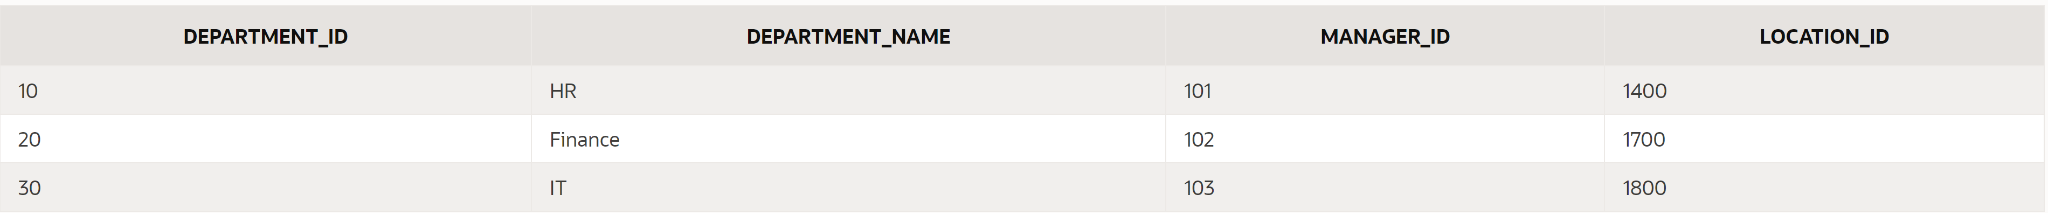 DEPARTMENT_ID DEPARTMENT_NAME MANAGER_ID LOCATION_ID
10 HR 101 1400
20 Finance 102 1700
30 IT 103 1800